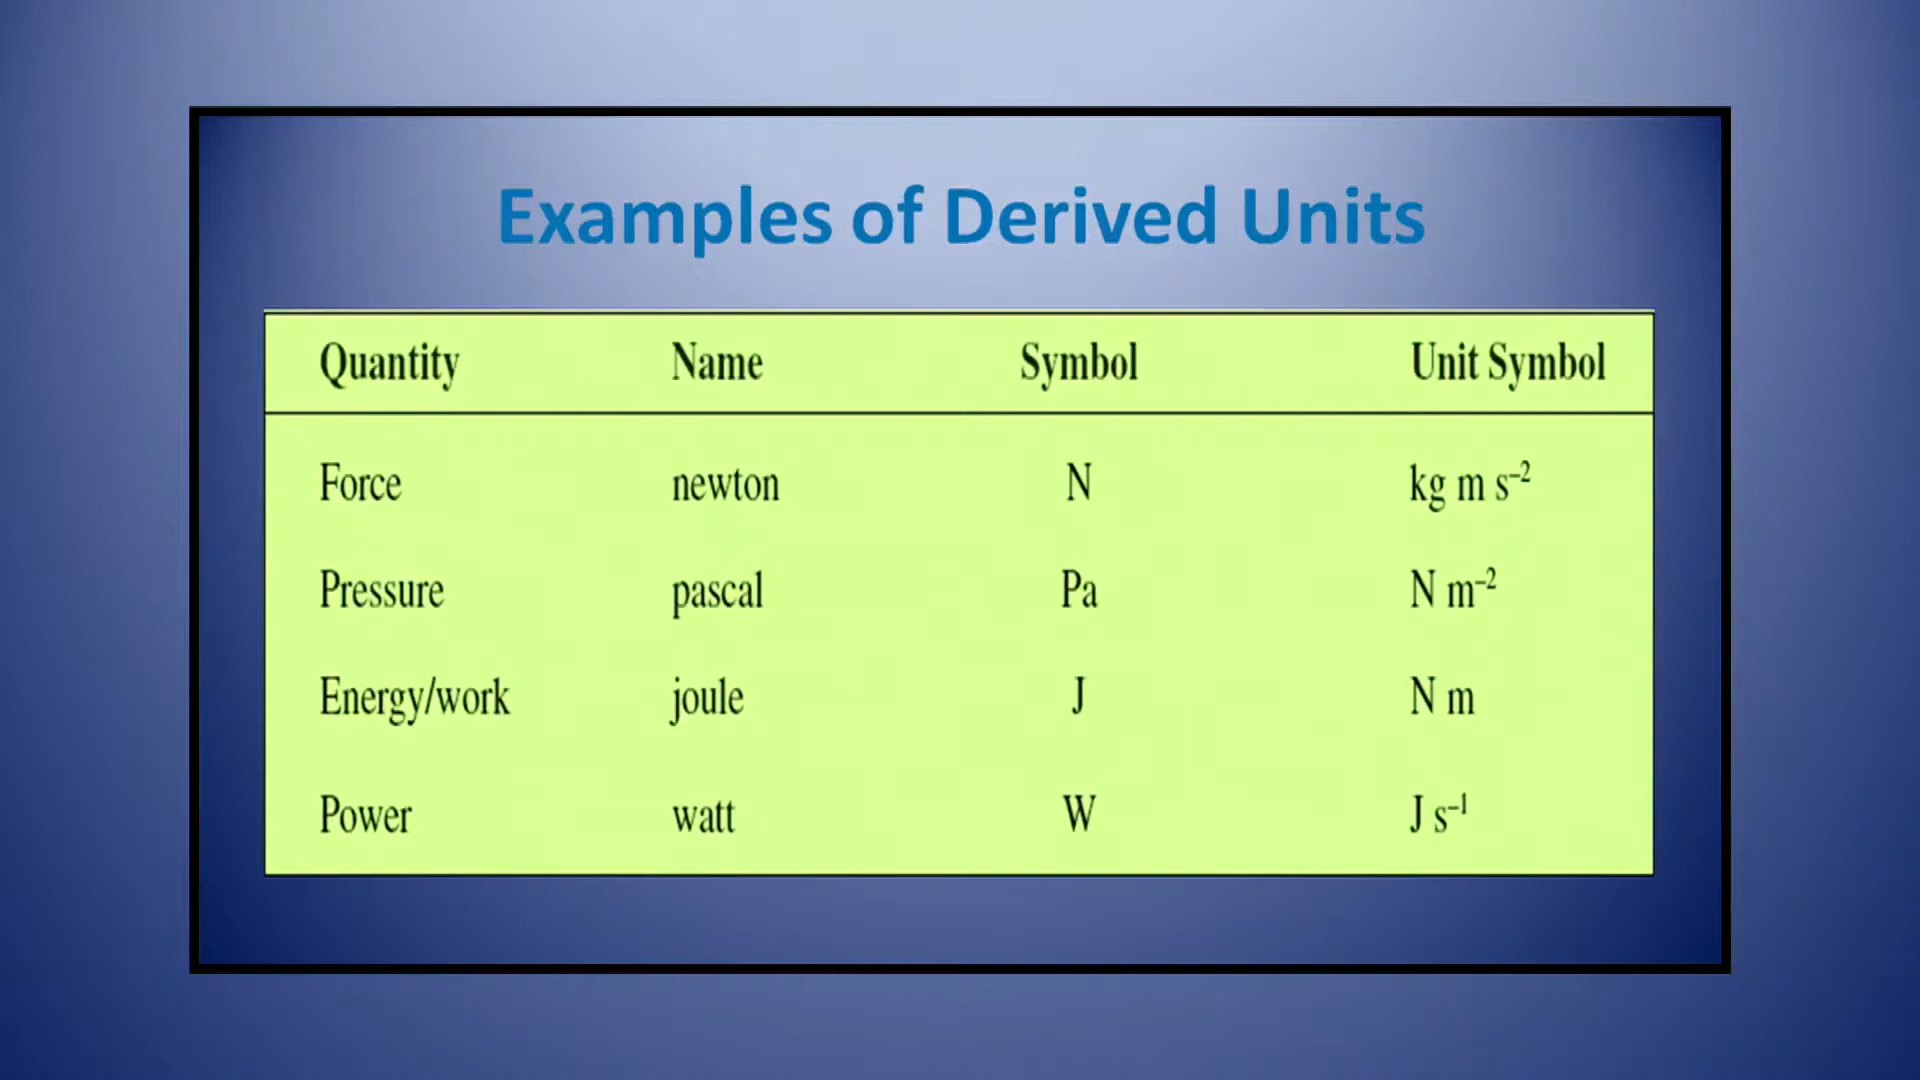 Examples of Derived Units
Quantity Name Symbol Unit Symbol
Force newton N kg m s⁻²
Pressure pascal Pa N m⁻²
Energy/work joule J N m
Power watt W J s⁻¹